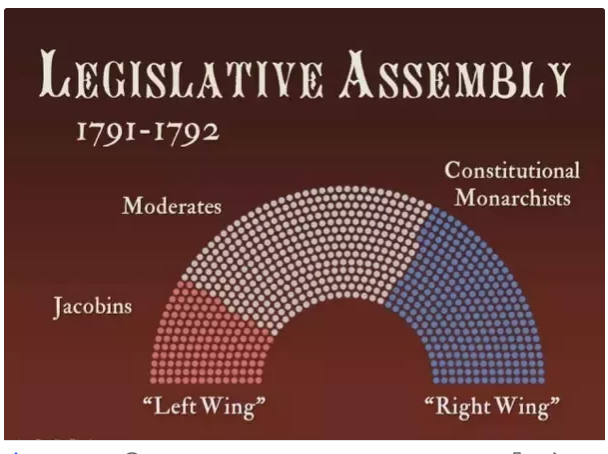 Legislative Assembly
1791-1792
Constitutional
Monarchists
Moderates
Jacobins
“Left Wing”
“Right Wing”